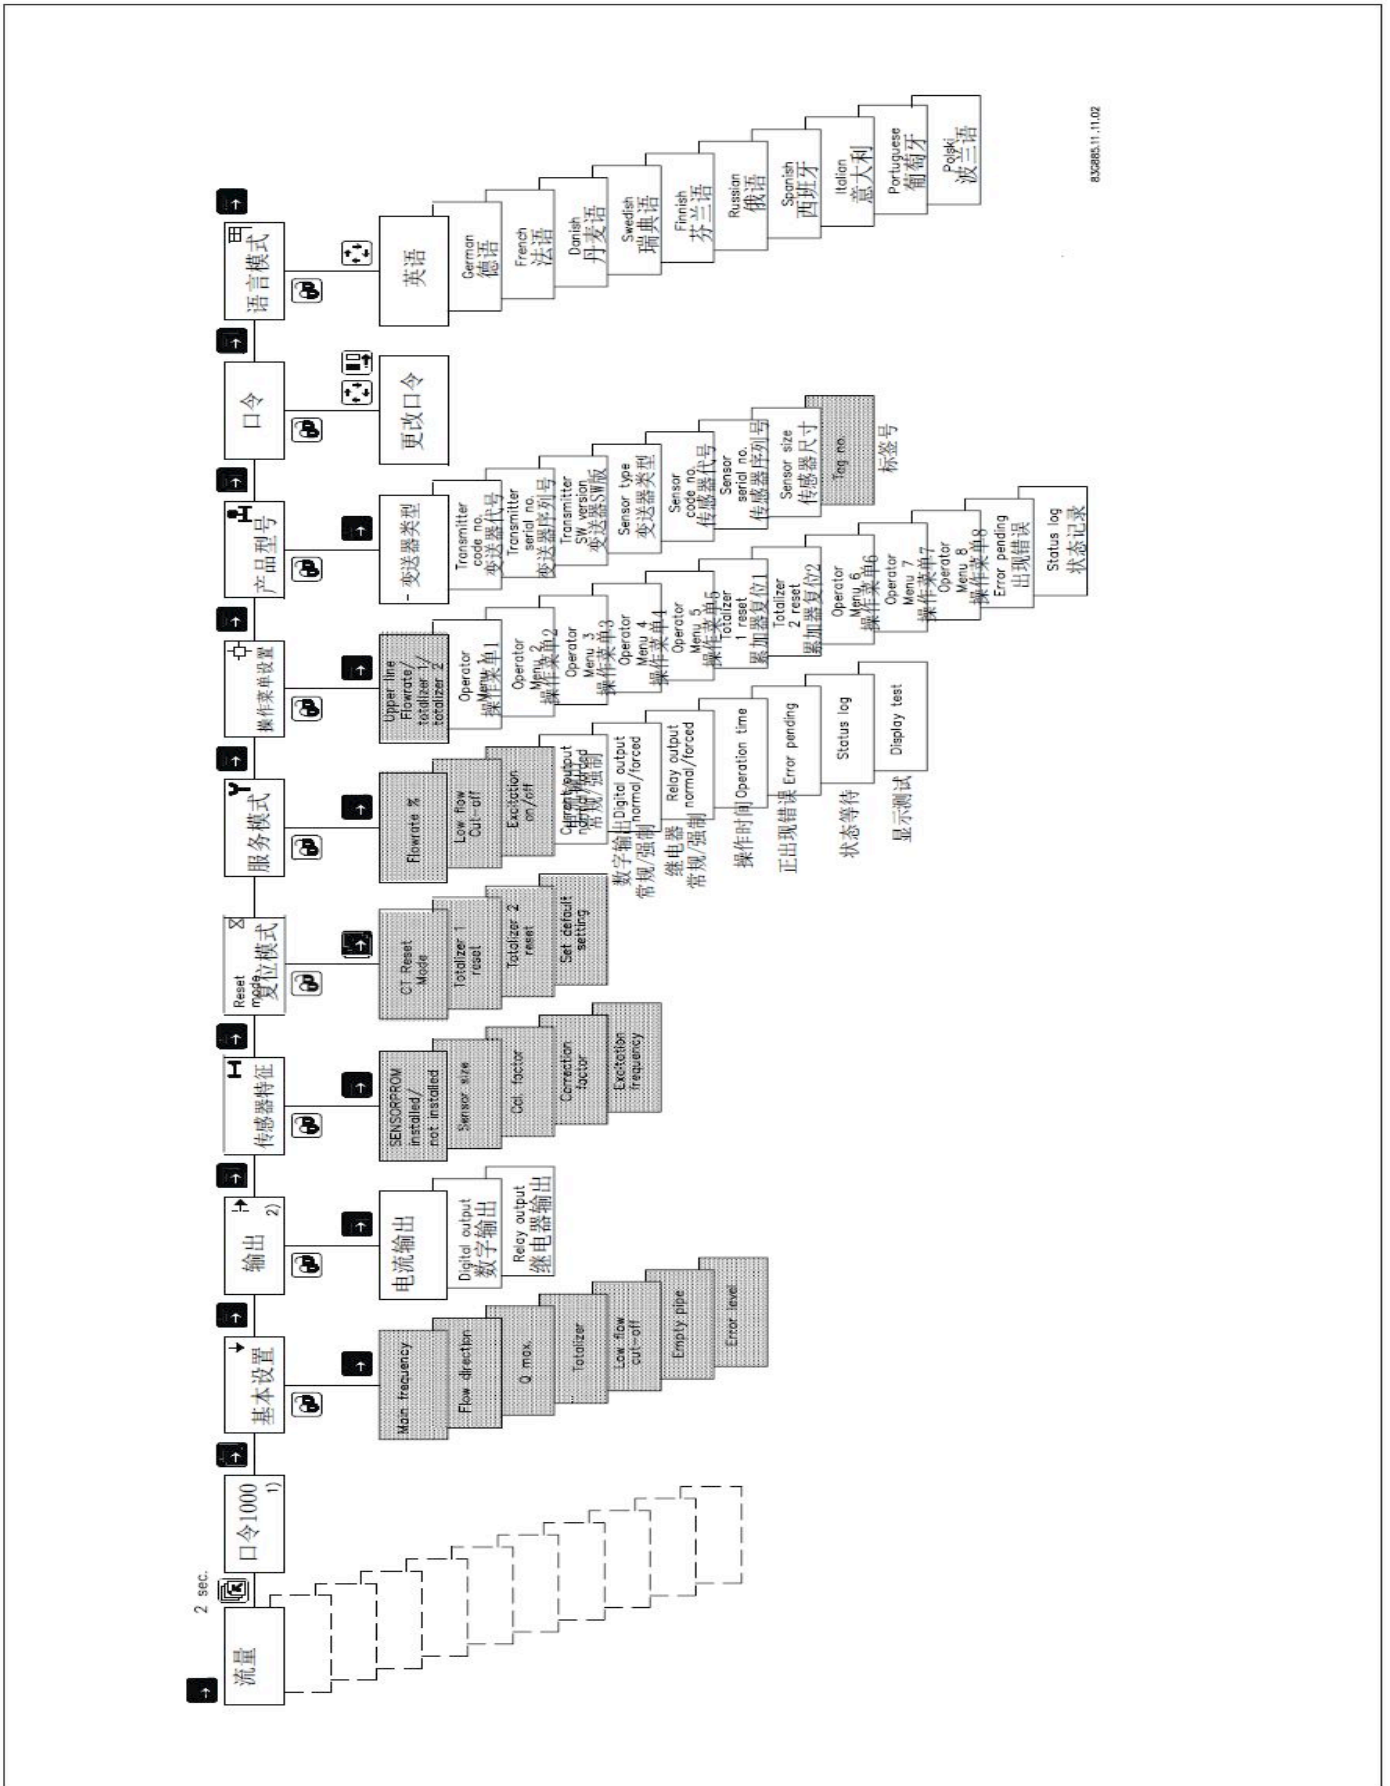 2 sec.
流量
口令1000
1)
基本设置
Main frequency
Flow direction
Q max.
Totalizer
Low flow
cut-off
Empty pipe
Error level
输出
2)
电流输出
Digital output
数字输出
Relay output
继电器输出
传感器特征
SENSORPROM
installed/
not installed
Sensor size
Cal. factor
Correction
factor
Excitation
frequency
Reset
mode
复位模式
CT Reset
Mode
Totalizer 1
reset
Totalizer 2
reset
Set default
setting
服务模式
Flowrate %
Low flow
Cut-off
Excitation
on/off
Current output
normal/forced
常规/强制
Digital output
normal/forced
数字输出
常规/强制
Relay output
normal/forced
继电器
常规/强制
Operation time
操作时间
Error pending
正出现错误
Status log
状态等待
Display test
显示测试
操作菜单设置
Upper line
Flowrate/
totalizer 1/
totalizer 2
Operator
Menu 1
操作菜单1
Operator
Menu 2
操作菜单2
Operator
Menu 3
操作菜单3
Operator
Menu 4
操作菜单4
Operator
Menu 5
操作菜单5
Totalizer
1 reset
累加器复位1
Totalizer
2 reset
累加器复位2
Operator
Menu 6
操作菜单6
Operator
Menu 7
操作菜单7
Operator
Menu 8
操作菜单8
Error pending
出现错误
Status log
状态记录
产品型号
- 变送器类型
Transmitter
code no.
变送器代号
Transmitter
serial no.
变送器序列号
Transmitter
SW version
变送器SW版
Sensor type
变送器类型
Sensor
code no.
传感器代号
Sensor
serial no.
传感器序列号
Sensor size
传感器尺寸
Tag no.
标签号
口令
更改口令
语言模式
英语
German
德语
French
法语
Danish
丹麦语
Swedish
瑞典语
Finnish
芬兰语
Russian
俄语
Spanish
西班牙
Italian
意大利
Portuguese
葡萄牙
Polski
波兰语
83G885.11.11.02